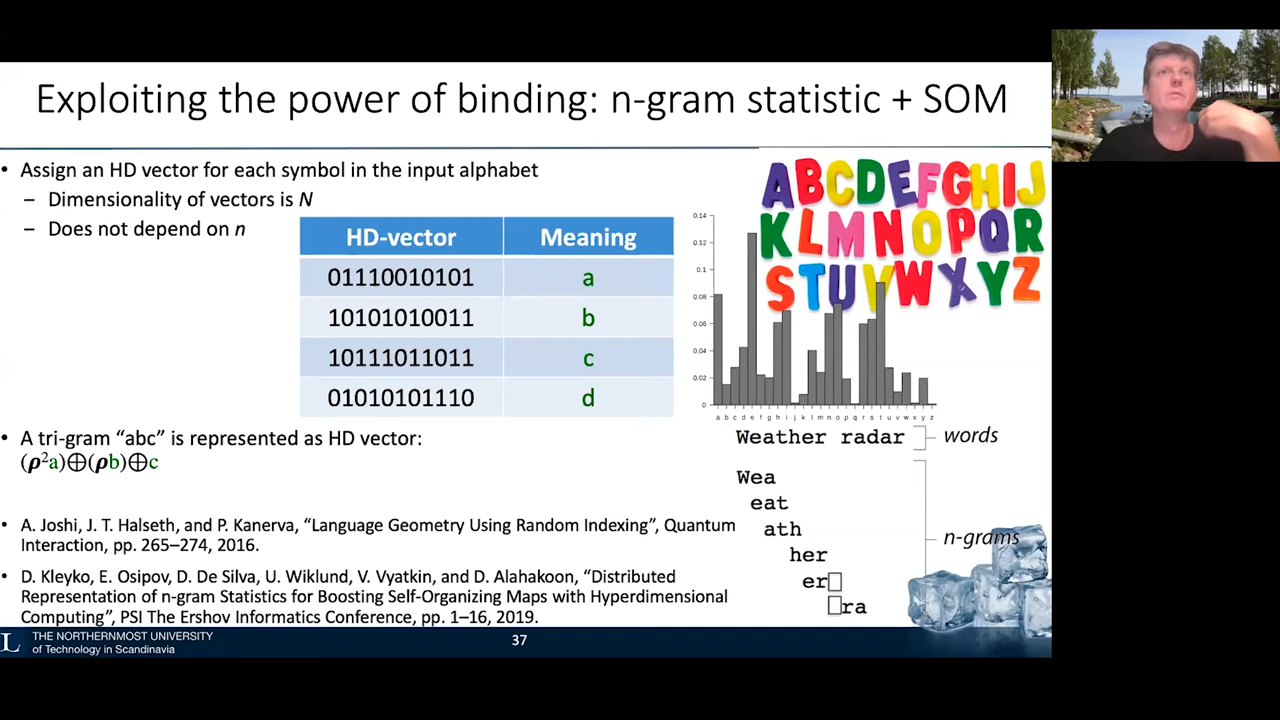 Exploiting the power of binding: n-gram statistic + SOM
• Assign an HD vector for each symbol in the input alphabet
– Dimensionality of vectors is N
– Does not depend on n
HD-vector Meaning
01110010101 a
10101010011 b
10111011011 c
01010101110 d
• A tri-gram “abc” is represented as HD vector:
(ρ²a)⊕(ρb)⊕c
• A. Joshi, J. T. Halseth, and P. Kanerva, “Language Geometry Using Random Indexing”, Quantum
Interaction, pp. 265–274, 2016.
• D. Kleyko, E. Osipov, D. De Silva, U. Wiklund, V. Vyatkin, and D. Alahakoon, “Distributed
Representation of n-gram Statistics for Boosting Self-Organizing Maps with Hyperdimensional
Computing”, PSI The Ershov Informatics Conference, pp. 1–16, 2019.
ABCDEFGHIJ
KLMNOPQR
STUVWXYZ
0.14
0.12
0.1
0.08
0.06
0.04
0.02
0
a b c d e f g h i j k l m n o p q r s t u v w x y z
Weather radar words
Wea
eat
ath
her
er□
□ra
n-grams
L THE NORTHERNMOST UNIVERSITY
of Technology in Scandinavia
37